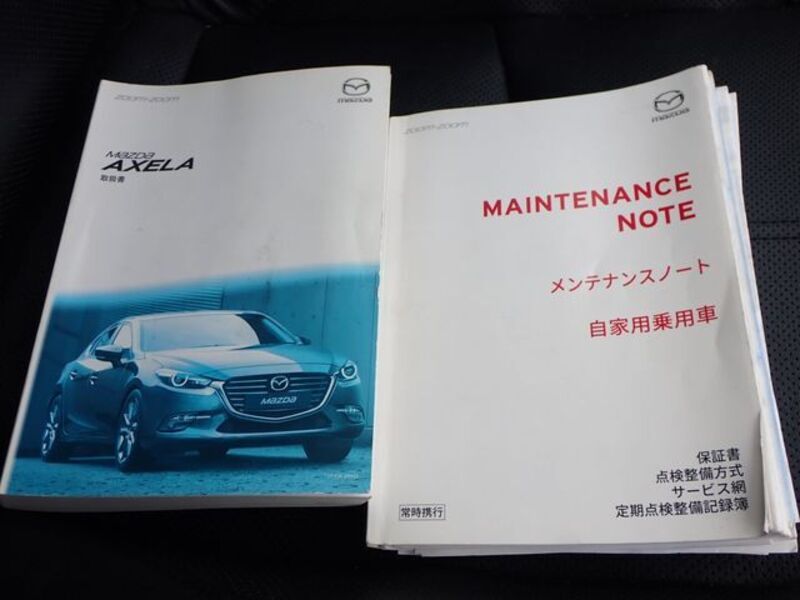 zoom-zoom
mazda
mazda
AXELA
取扱書
mazda
zoom-zoom
mazda
MAINTENANCE
NOTE
メンテナンスノート
自家用乗用車
保証書
点検整備方式
サービス網
定期点検整備記録簿
常時携行